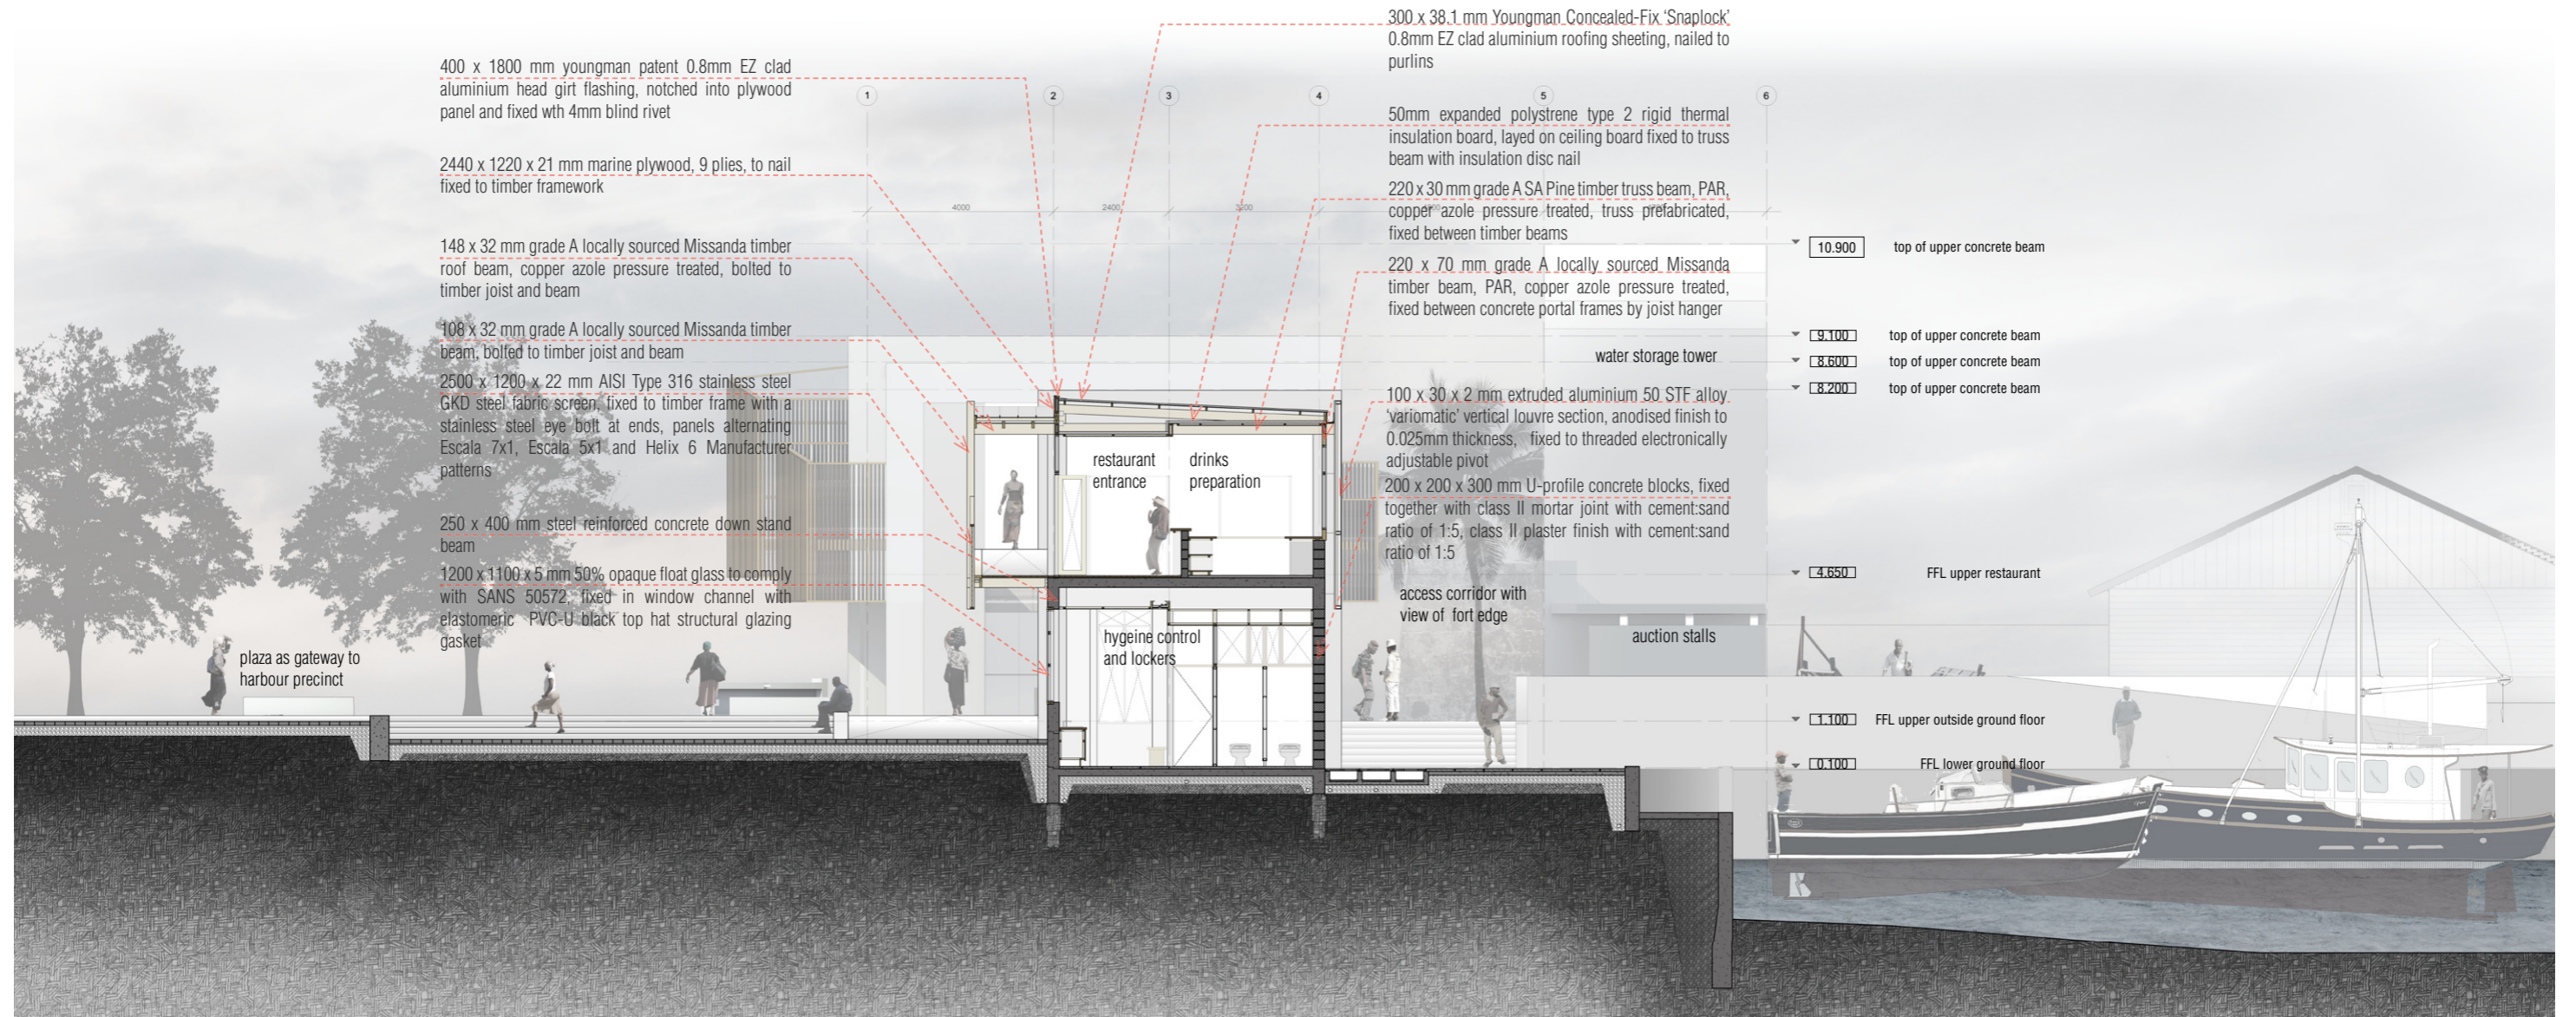 400 x 1800 mm youngman patent 0.8mm EZ clad
aluminium head girt flashing, notched into plywood
panel and fixed wth 4mm blind rivet
2440 x 1220 x 21 mm marine plywood, 9 plies, to nail
fixed to timber framework
148 x 32 mm grade A locally sourced Missanda timber
roof beam, copper azole pressure treated, bolted to
timber joist and beam
108 x 32 mm grade A locally sourced Missanda timber
beam, bolted to timber joist and beam
2500 x 1200 x 22 mm AISI Type 316 stainless steel
GKD steel fabric screen, fixed to timber frame with a
stainless steel eye bolt at ends, panels alternating
Escala 7x1, Escala 5x1 and Helix 6 Manufacturer
patterns
250 x 400 mm steel reinforced concrete down stand
beam
1200 x 1100 x 5 mm 50% opaque float glass to comply
with SANS 50572, fixed in window channel with
elastomeric PVC-U black top hat structural glazing
gasket
plaza as gateway to
harbour precinct
1
2
3
4
5
6
4000
2400
3200
300 x 38.1 mm Youngman Concealed-Fix ‘Snaplock’
0.8mm EZ clad aluminium roofing sheeting, nailed to
purlins
50mm expanded polystrene type 2 rigid thermal
insulation board, layed on ceiling board fixed to truss
beam with insulation disc nail
220 x 30 mm grade A SA Pine timber truss beam, PAR,
copper azole pressure treated, truss prefabricated,
fixed between timber beams
220 x 70 mm grade A locally sourced Missanda
timber beam, PAR, copper azole pressure treated,
fixed between concrete portal frames by joist hanger
water storage tower
100 x 30 x 2 mm extruded aluminium 50 STF alloy
‘variomatic’ vertical louvre section, anodised finish to
0.025mm thickness, fixed to threaded electronically
adjustable pivot
200 x 200 x 300 mm U-profile concrete blocks, fixed
together with class II mortar joint with cement:sand
ratio of 1:5, class II plaster finish with cement:sand
ratio of 1:5
restaurant
entrance
drinks
preparation
hygeine control
and lockers
access corridor with
view of fort edge
auction stalls
10.900 top of upper concrete beam
9.100 top of upper concrete beam
8.600 top of upper concrete beam
8.200 top of upper concrete beam
4.650 FFL upper restaurant
1.100 FFL upper outside ground floor
0.100 FFL lower ground floor